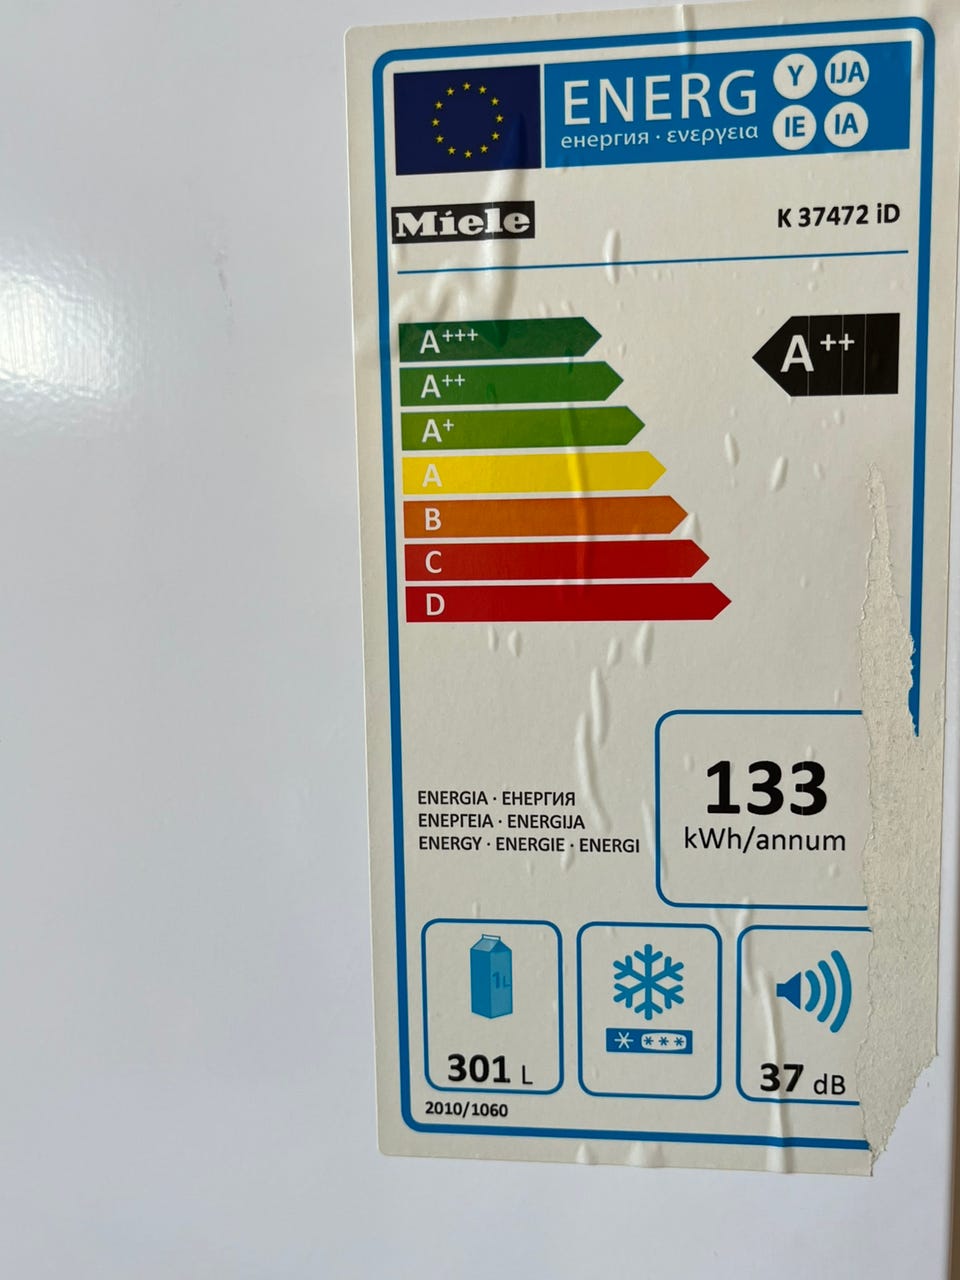 ENERG Y IJA
енергия · ενεργεια IE IA
Miele K 37472 iD
A+++
A++
A++
A+
A
B
C
D
133
kWh/annum
ENERGIA · ЕНЕРГИЯ
ΕΝΕΡΓΕΙΑ · ENERGIJA
ENERGY · ENERGIE · ENERGI
1L
301 L
37 dB
2010/1060